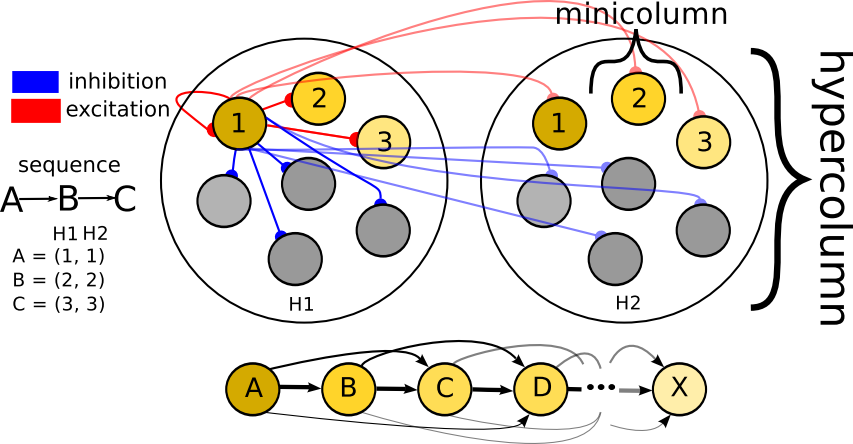 minicolumn
hypercolumn
inhibition
excitation
sequence
A B C
H1 H2
A = (1, 1)
B = (2, 2)
C = (3, 3)
1
2
3
H1
1
2
3
H2
A B C D ... X